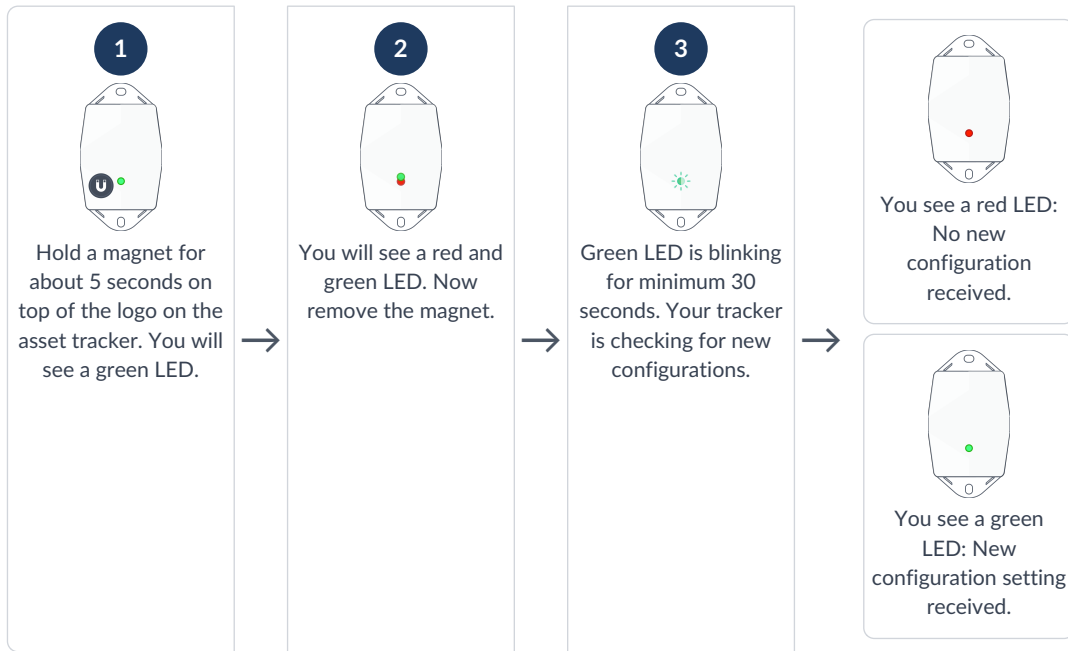 1
Hold a magnet for
about 5 seconds on
top of the logo on the
asset tracker. You will
see a green LED.
2
You will see a red and
green LED. Now
remove the magnet.
3
Green LED is blinking
for minimum 30
seconds. Your tracker
is checking for new
configurations.
You see a red LED:
No new
configuration
received.
You see a green
LED: New
configuration setting
received.